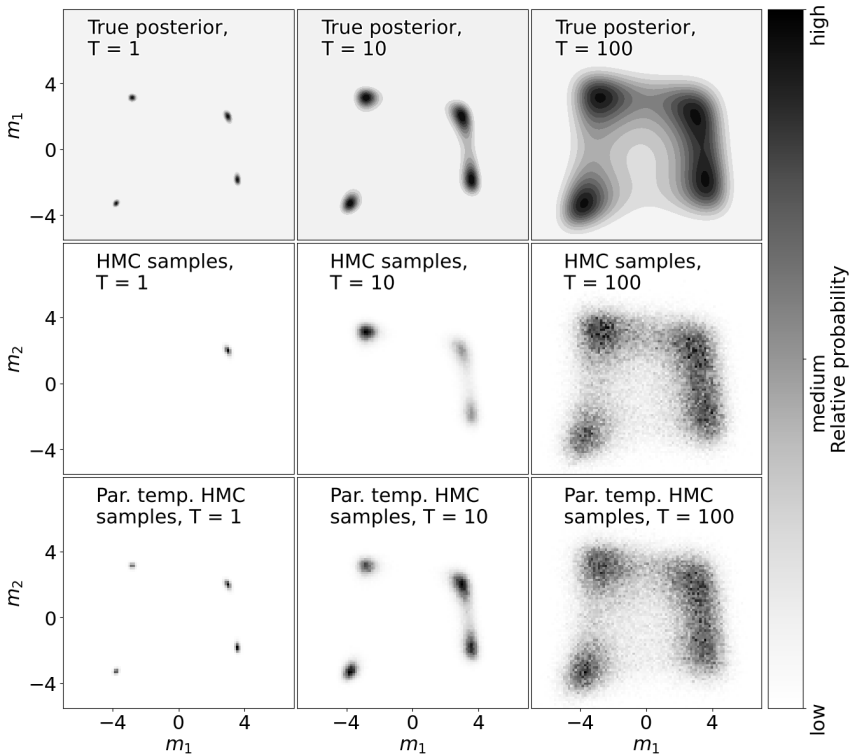 True posterior,
T = 1
True posterior,
T = 10
True posterior,
T = 100
high
4
0
−4
m₁
HMC samples,
T = 1
HMC samples,
T = 10
HMC samples,
T = 100
4
0
−4
m₂
medium
Relative probability
Par. temp. HMC
samples, T = 1
Par. temp. HMC
samples, T = 10
Par. temp. HMC
samples, T = 100
4
0
−4
m₂
low
−4 0 4
−4 0 4
−4 0 4
m₁
m₁
m₁